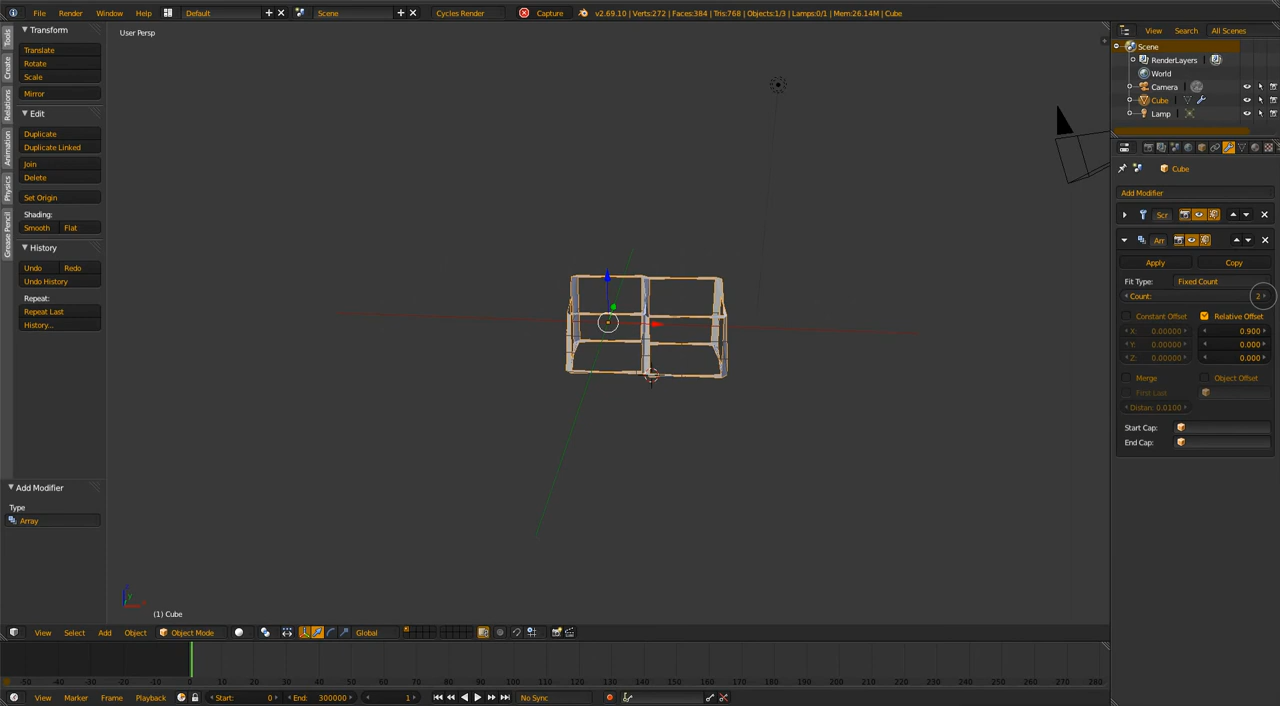 File Render Window Help Default Scene Cycles Render Capture v2.69.10 | Verts:272 | Faces:384 | Tris:768 | Objects:1/3 | Lamps:0/1 | Mem:26.14M | Cube
Tools
Create
Relations
Animation
Physics
Grease Pencil
Transform
Translate
Rotate
Scale
Mirror
Edit
Duplicate
Duplicate Linked
Join
Delete
Set Origin
Shading:
Smooth Flat
History
Undo Redo
Undo History
Repeat:
Repeat Last
History...
Add Modifier
Type
Array
User Persp
(1) Cube
View Select Add Object Object Mode Global
-50 -40 -30 -20 -10 0 10 20 30 40 50 60 70 80 90 100 110 120 130 140 150 160 170 180 190 200 210 220 230 240 250 260 270 280
View Marker Frame Playback Start: 0 End: 300000 1 No Sync
View Search All Scenes
Scene
RenderLayers
World
Camera
Cube
Lamp
Cube
Add Modifier
Scr
Arr
Apply Copy
Fit Type: Fixed Count
Count: 2
Constant Offset Relative Offset
X: 0.00000 0.900
Y: 0.00000 0.000
Z: 0.00000 0.000
Merge Object Offset
First Last
Distan: 0.0100
Start Cap:
End Cap: